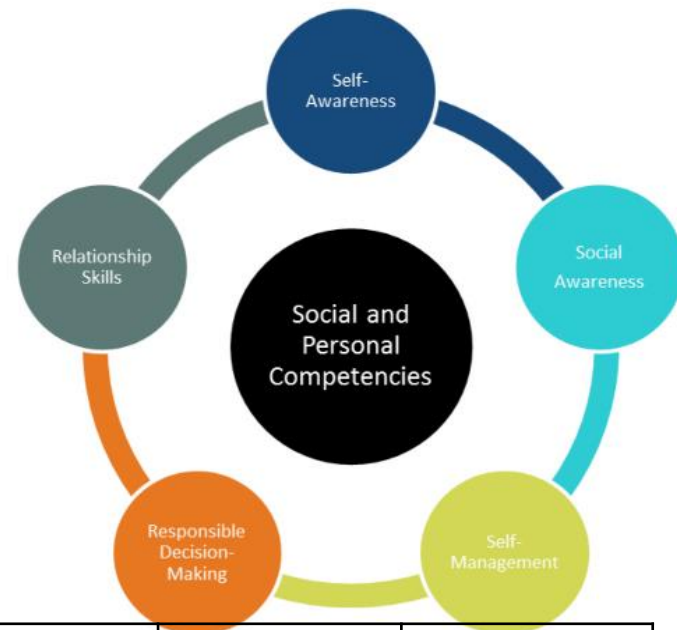 Self-
Awareness
Social
Awareness
Self-
Management
Responsible
Decision-
Making
Relationship
Skills
Social and
Personal
Competencies